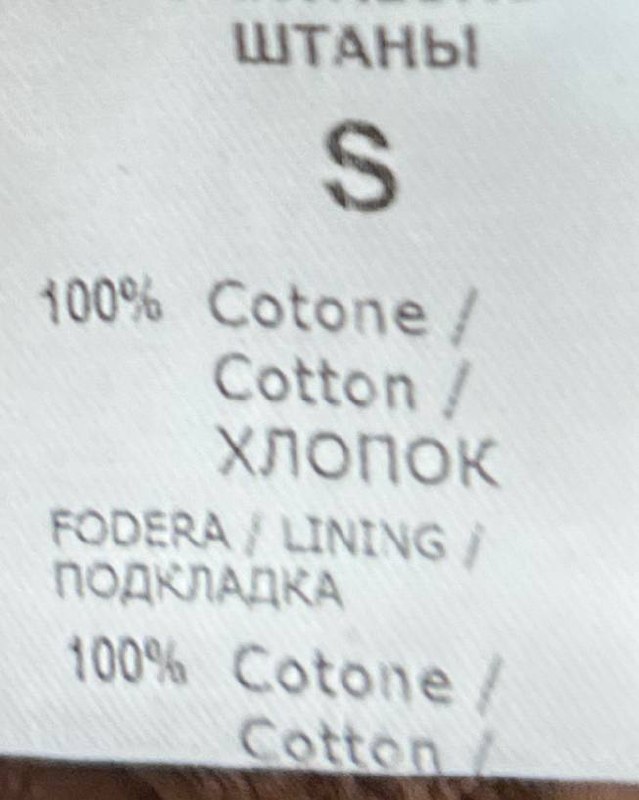 ШТАНЫ
S
100% Cotone /
Cotton /
ХЛОПОК
FODERA / LINING /
ПОДКЛАДКА
100% Cotone /
Cotton /